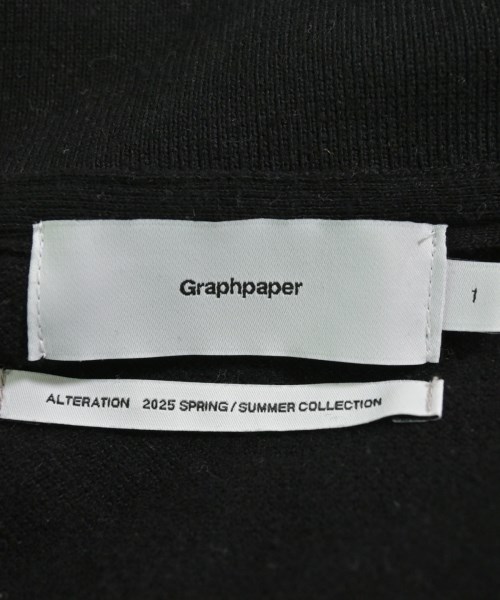 Graphpaper
1
ALTERATION 2025 SPRING/SUMMER COLLECTION